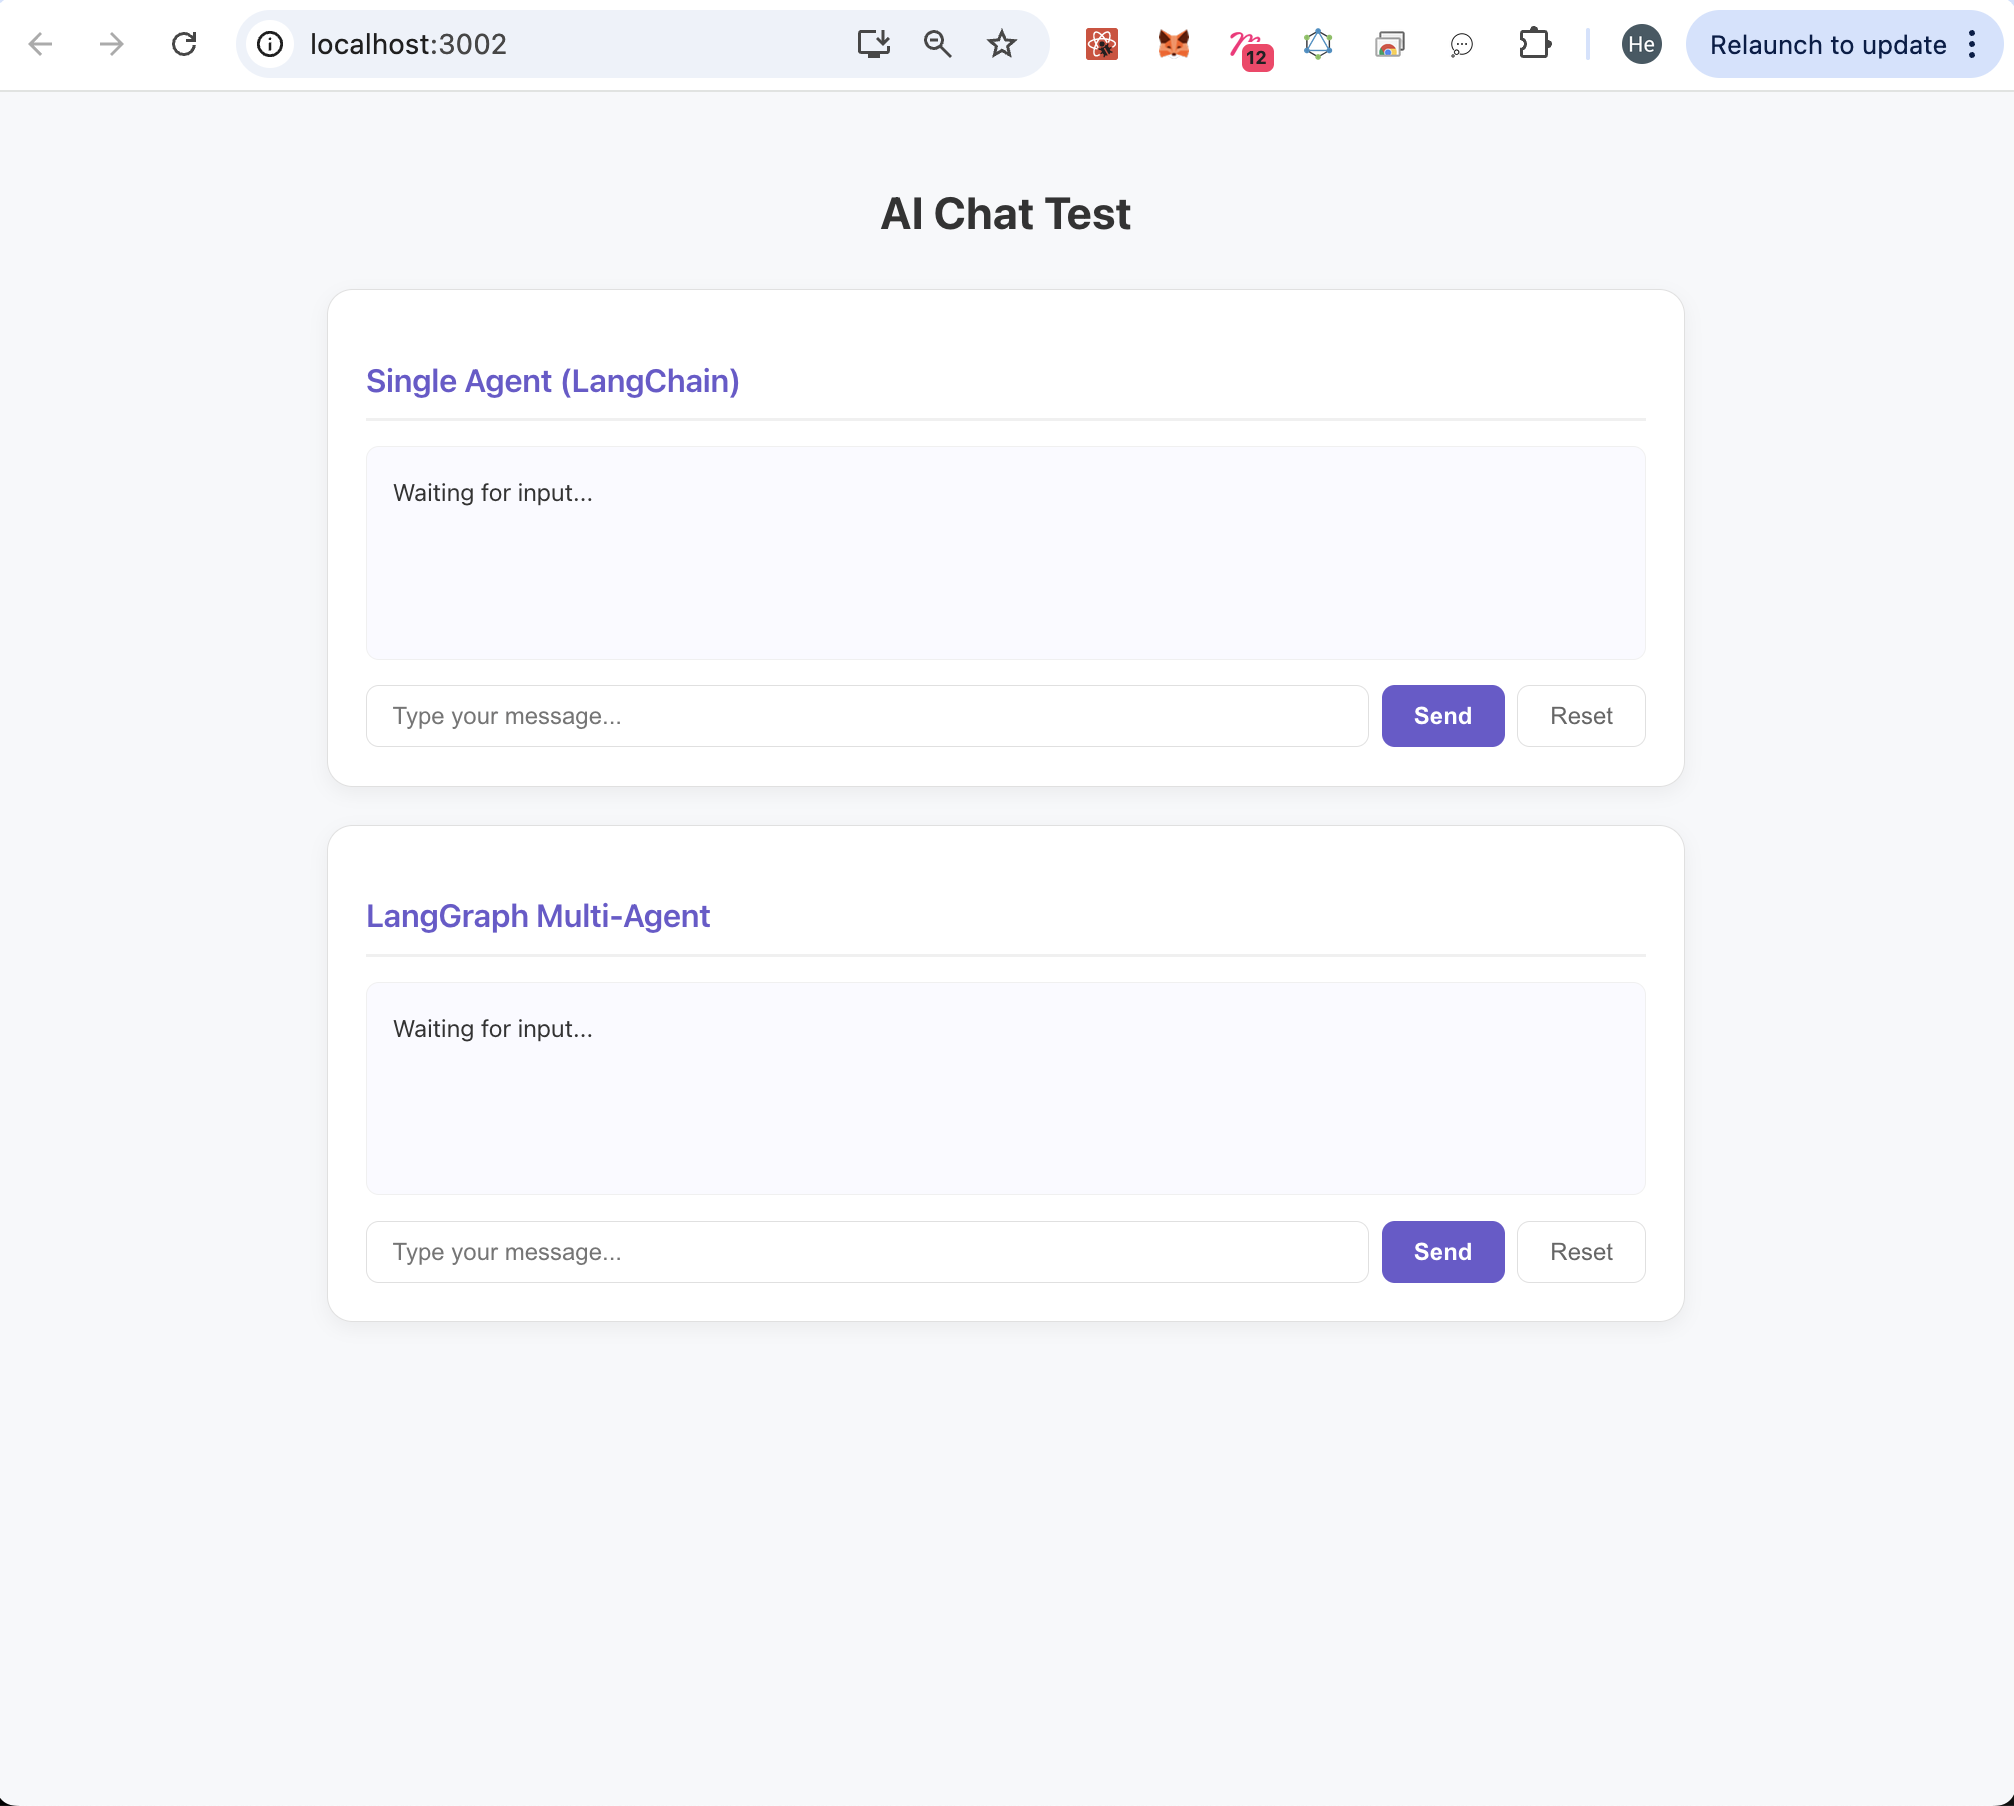 localhost:3002
12
He
Relaunch to update
AI Chat Test
Single Agent (LangChain)
Waiting for input...
Type your message...
Send
Reset
LangGraph Multi-Agent
Waiting for input...
Type your message...
Send
Reset